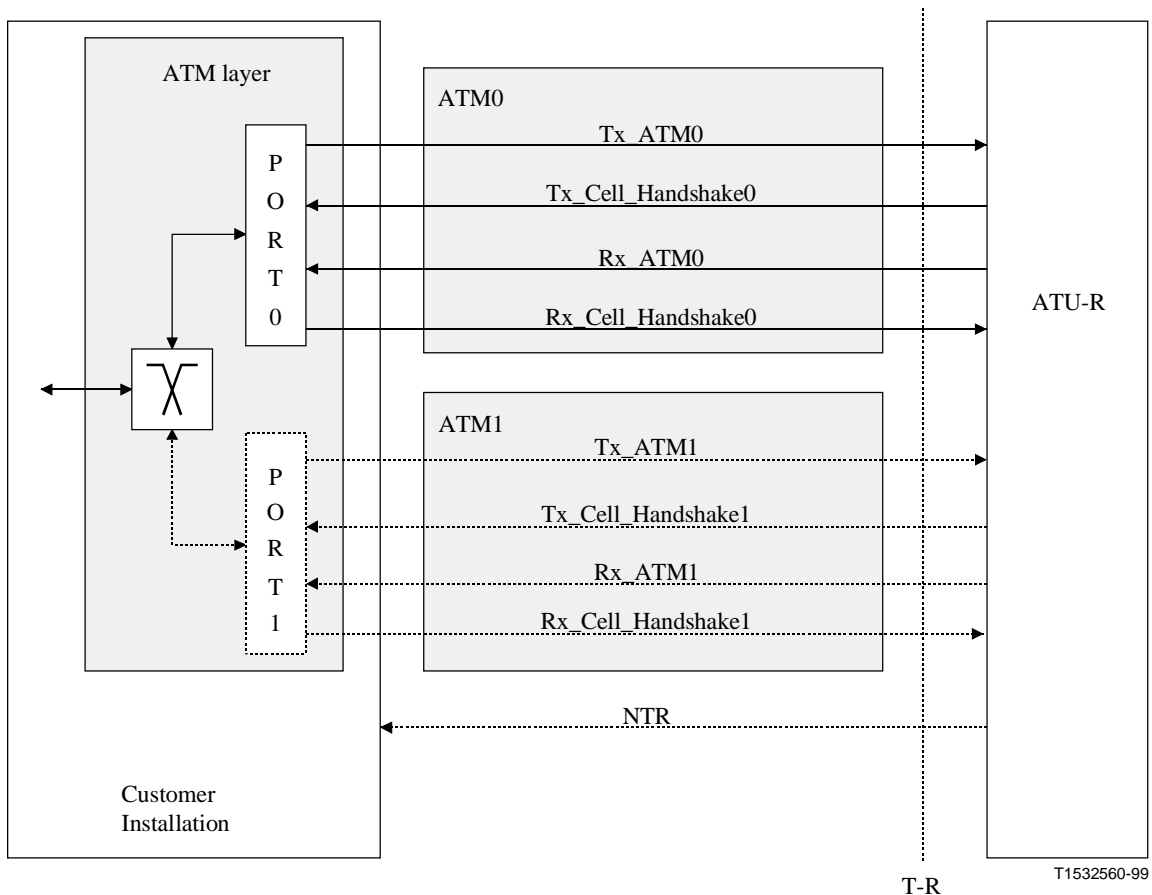 ATM layer
P
O
R
T
0
ATM0
Tx_ATM0
Tx_Cell_Handshake0
Rx_ATM0
Rx_Cell_Handshake0
ATU-R
P
O
R
T
1
ATM1
Tx_ATM1
Tx_Cell_Handshake1
Rx_ATM1
Rx_Cell_Handshake1
NTR
Customer
Installation
T-R
T1532560-99